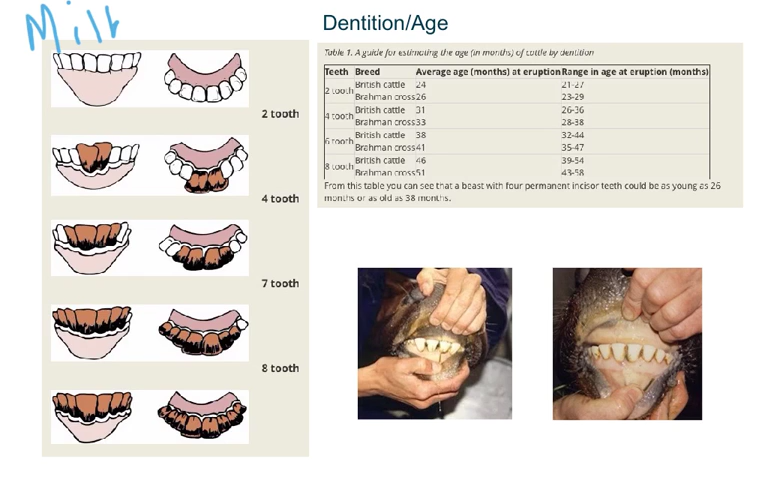 Milk
Dentition/Age
Table 1. A guide for estimating the age (in months) of cattle by dentition
Teeth Breed Average age (months) at eruption Range in age at eruption (months)
2 tooth British cattle 24 21-27
Brahman cross 26 23-29
4 tooth British cattle 31 26-36
Brahman cross 33 28-38
6 tooth British cattle 38 32-44
Brahman cross 41 35-47
8 tooth British cattle 46 39-54
Brahman cross 51 43-58
From this table you can see that a beast with four permanent incisor teeth could be as young as 26
months or as old as 38 months.
2 tooth
4 tooth
7 tooth
8 tooth